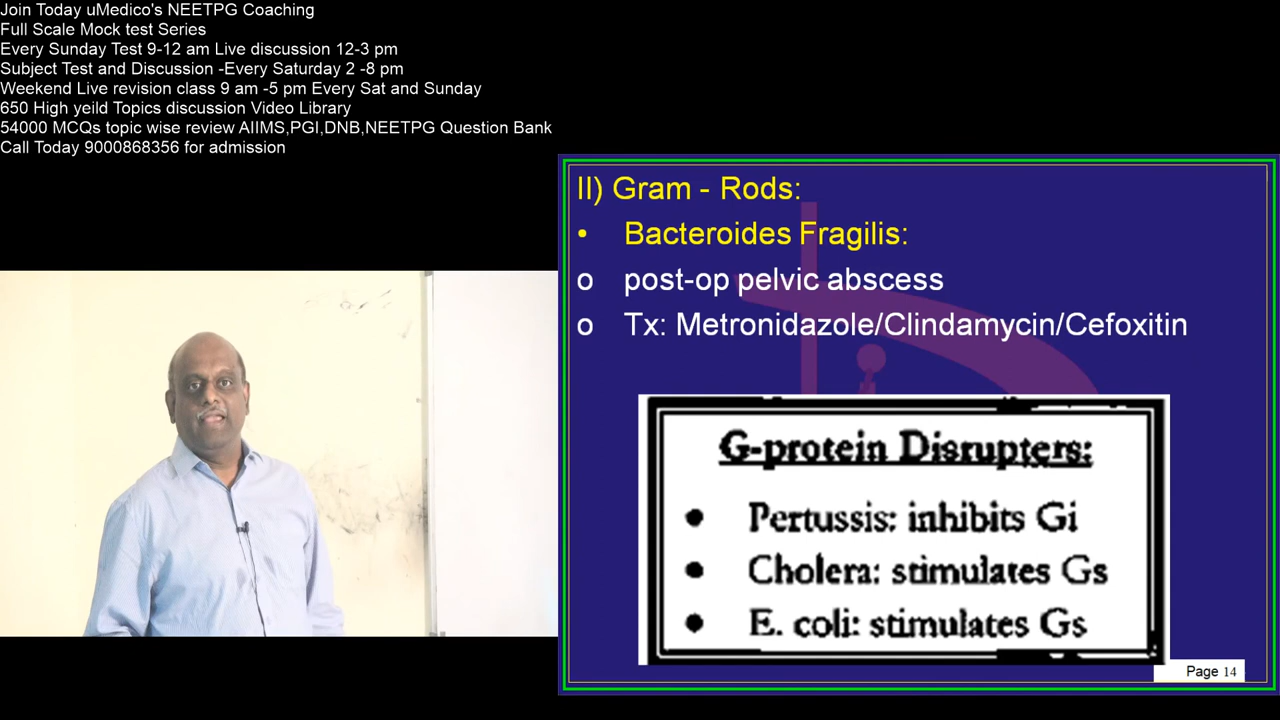 Join Today uMedico's NEETPG Coaching
Full Scale Mock test Series
Every Sunday Test 9-12 am Live discussion 12-3 pm
Subject Test and Discussion -Every Saturday 2 -8 pm
Weekend Live revision class 9 am -5 pm Every Sat and Sunday
650 High yeild Topics discussion Video Library
54000 MCQs topic wise review AIIMS,PGI,DNB,NEETPG Question Bank
Call Today 9000868356 for admission
II) Gram - Rods:
• Bacteroides Fragilis:
o post-op pelvic abscess
o Tx: Metronidazole/Clindamycin/Cefoxitin
G-protein Disrupters:
• Pertussis: inhibits Gi
• Cholera: stimulates Gs
• E. coli: stimulates Gs
Page 14